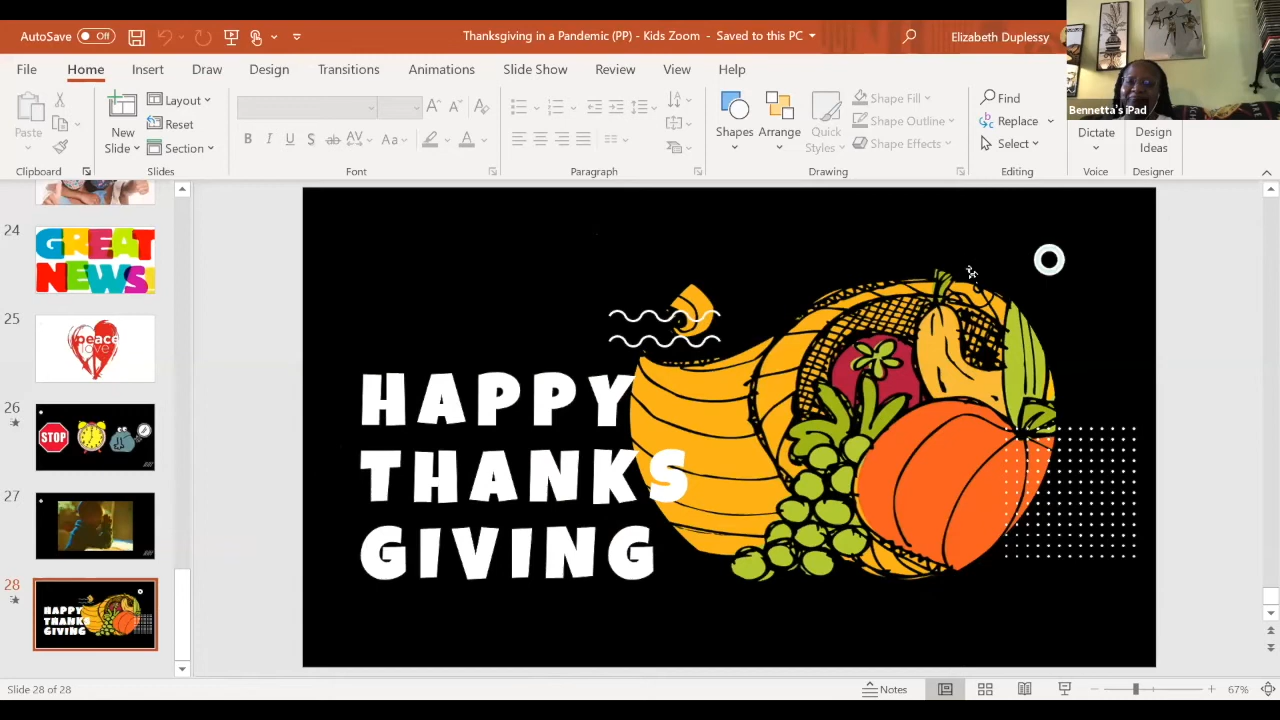 AutoSave Off
Thanksgiving in a Pandemic (PP) - Kids Zoom - Saved to this PC
Elizabeth Duplessy
Bennetta's iPad
File Home Insert Draw Design Transitions Animations Slide Show Review View Help
Paste
Clipboard
New Slide
Layout
Reset
Section
Slides
B I U S ab AV Aa A
Font
Paragraph
Shapes
Arrange
Quick Styles
Shape Fill
Shape Outline
Shape Effects
Drawing
Find
Replace
Select
Editing
Dictate
Voice
Design Ideas
Designer
24
GREAT
NEWS!
25
peace
love
26
STOP
27
28
HAPPY
THANKS
GIVING
HAPPY
THANKS
GIVING
Slide 28 of 28
Notes
67%